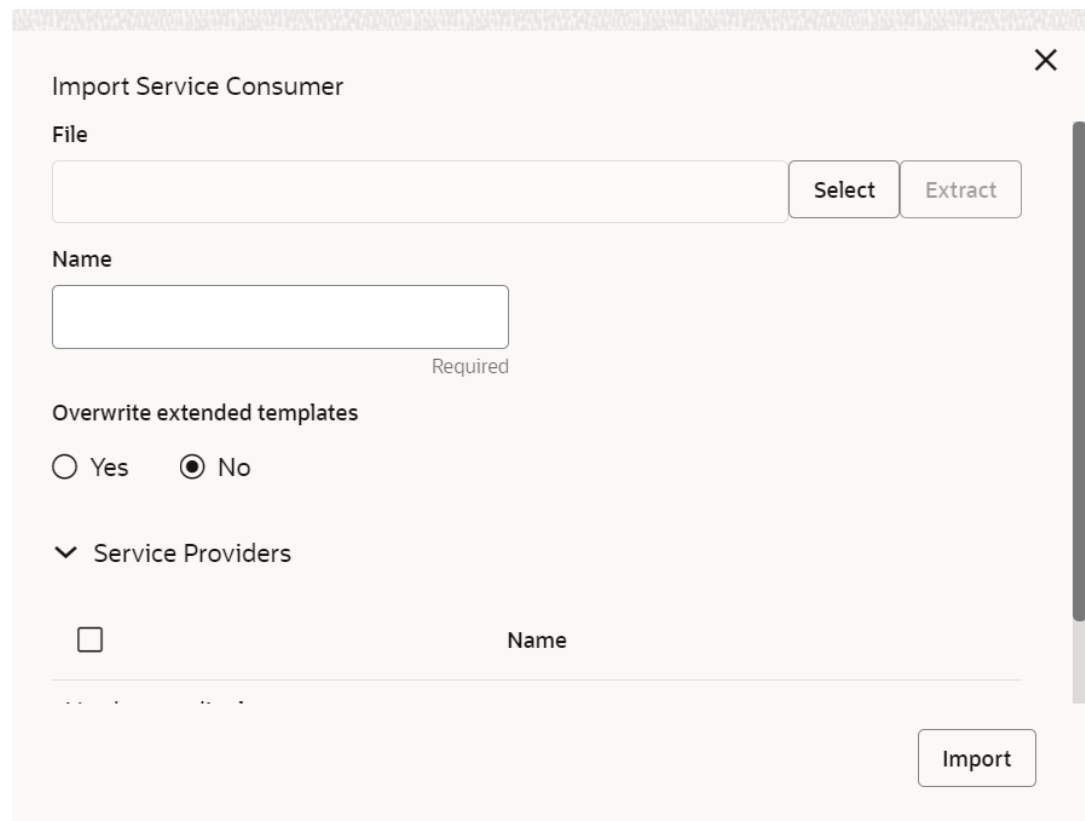 Import Service Consumer
File
Select Extract
Name
Required
Overwrite extended templates
Yes No
Service Providers
Name
Import